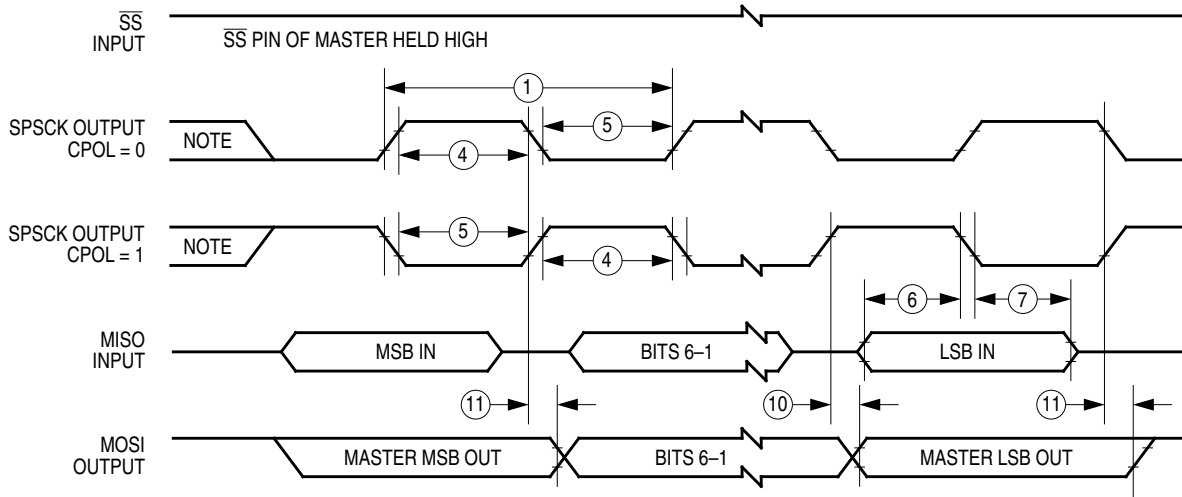 S̅S̅
INPUT
S̅S̅ PIN OF MASTER HELD HIGH
1
SPSCK OUTPUT
CPOL = 0
NOTE
5
4
SPSCK OUTPUT
CPOL = 1
NOTE
5
4
6
7
MISO
INPUT
MSB IN
BITS 6–1
LSB IN
11
10
11
MOSI
OUTPUT
MASTER MSB OUT
BITS 6–1
MASTER LSB OUT